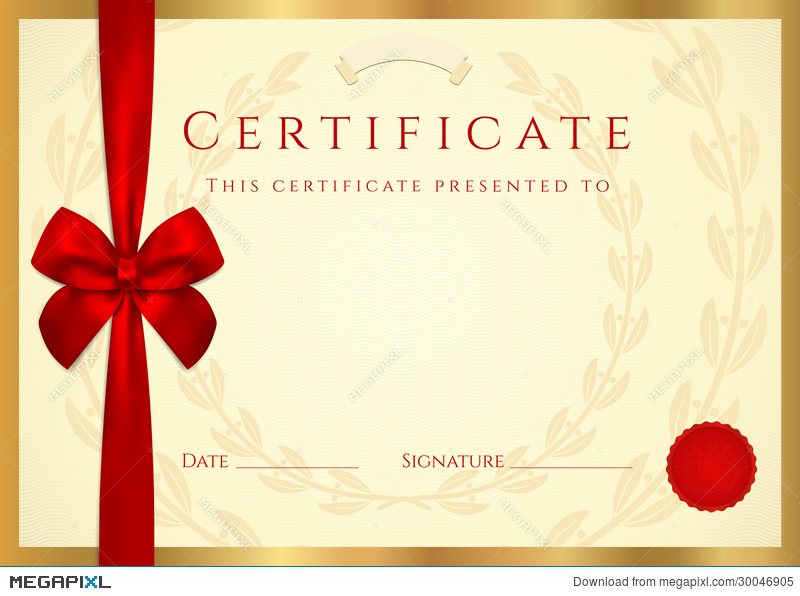 CERTIFICATE
THIS CERTIFICATE PRESENTED TO
DATE
SIGNATURE
MEGAPIXL
Download from megapixl.com/30046905